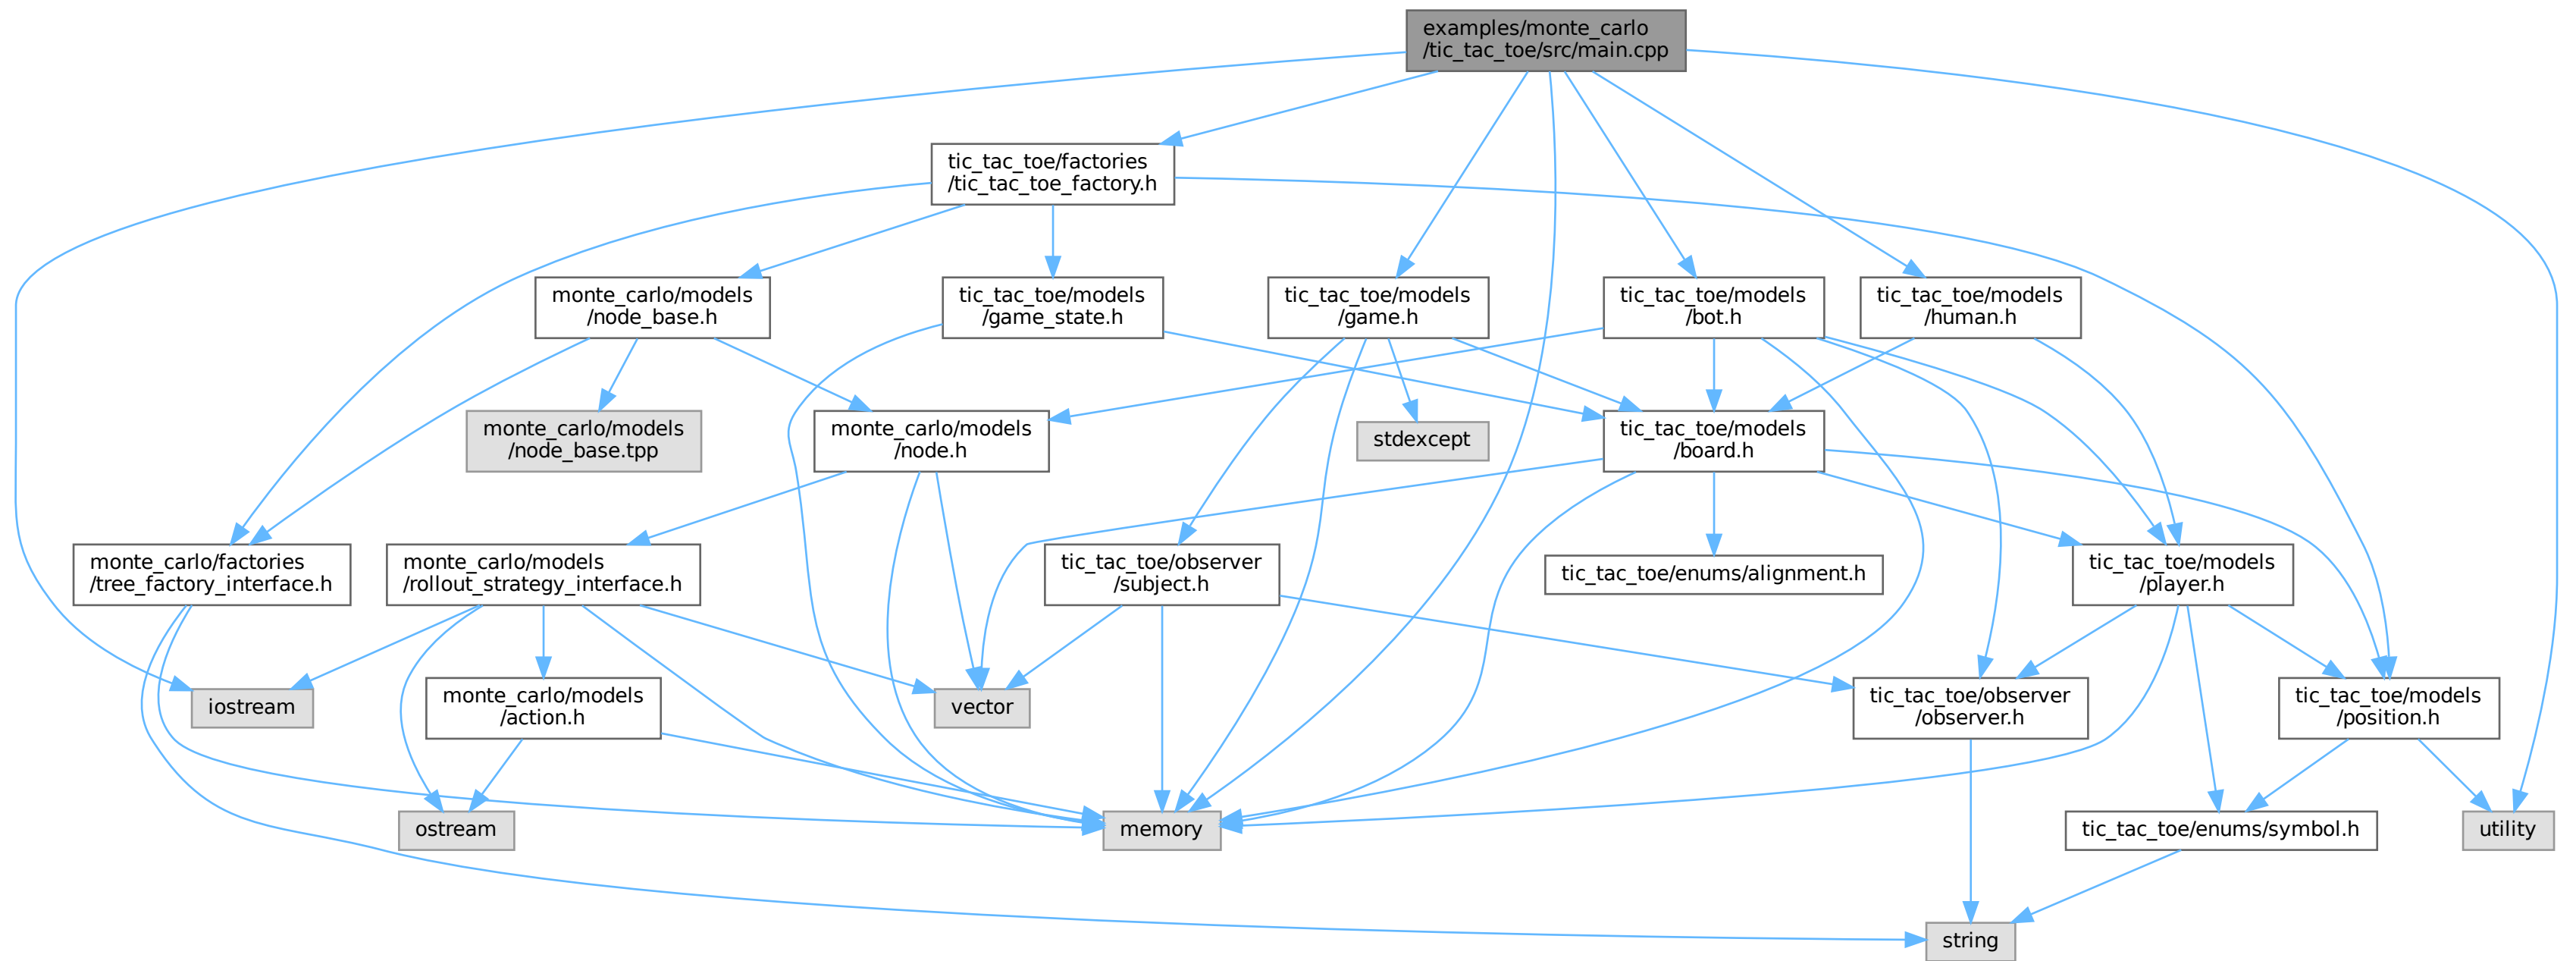 examples/monte_carlo
/tic_tac_toe/src/main.cpp
tic_tac_toe/factories
/tic_tac_toe_factory.h
monte_carlo/models
/node_base.h
tic_tac_toe/models
/game_state.h
tic_tac_toe/models
/game.h
tic_tac_toe/models
/bot.h
tic_tac_toe/models
/human.h
monte_carlo/models
/node_base.tpp
monte_carlo/models
/node.h
stdexcept
tic_tac_toe/models
/board.h
monte_carlo/factories
/tree_factory_interface.h
monte_carlo/models
/rollout_strategy_interface.h
tic_tac_toe/observer
/subject.h
tic_tac_toe/enums/alignment.h
tic_tac_toe/models
/player.h
iostream
monte_carlo/models
/action.h
vector
tic_tac_toe/observer
/observer.h
tic_tac_toe/models
/position.h
ostream
memory
tic_tac_toe/enums/symbol.h
utility
string